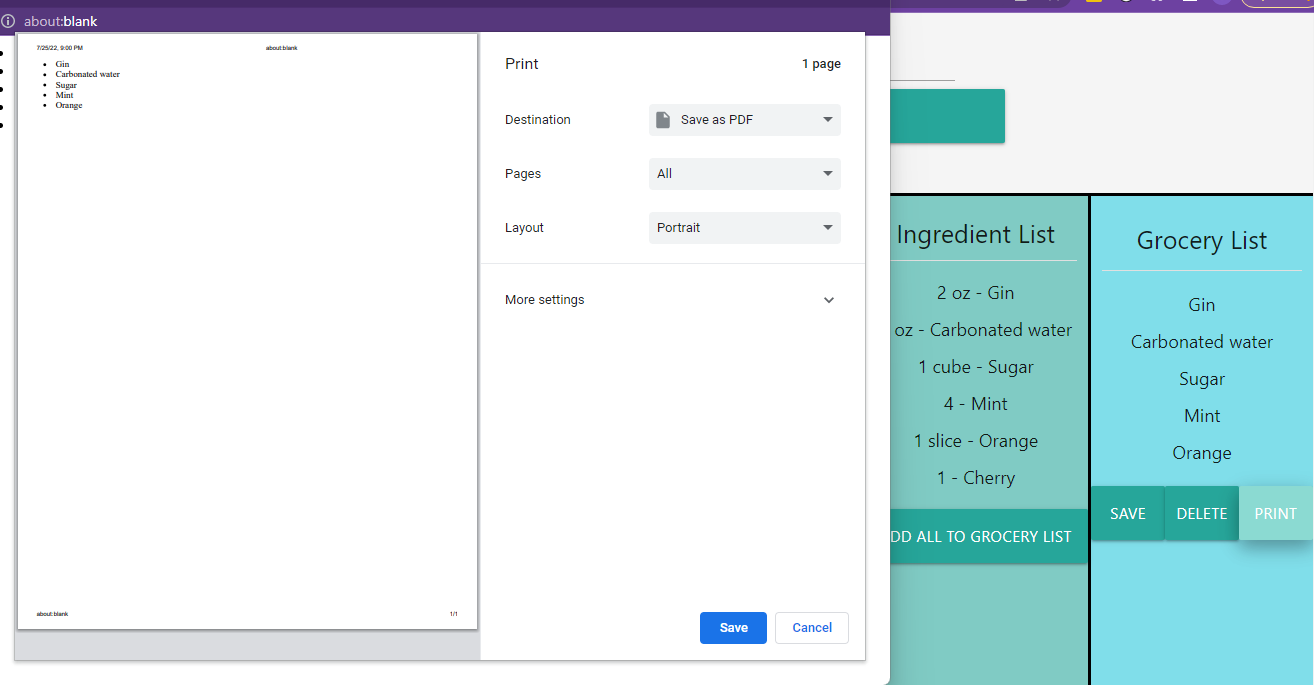 about:blank
7/25/22, 9:00 PM about:blank
Gin
Carbonated water
Sugar
Mint
Orange
about:blank 1/1
Print 1 page
Destination Save as PDF
Pages All
Layout Portrait
More settings
Save Cancel
Ingredient List
2 oz - Gin
oz - Carbonated water
1 cube - Sugar
4 - Mint
1 slice - Orange
1 - Cherry
DD ALL TO GROCERY LIST
Grocery List
Gin
Carbonated water
Sugar
Mint
Orange
SAVE DELETE PRINT